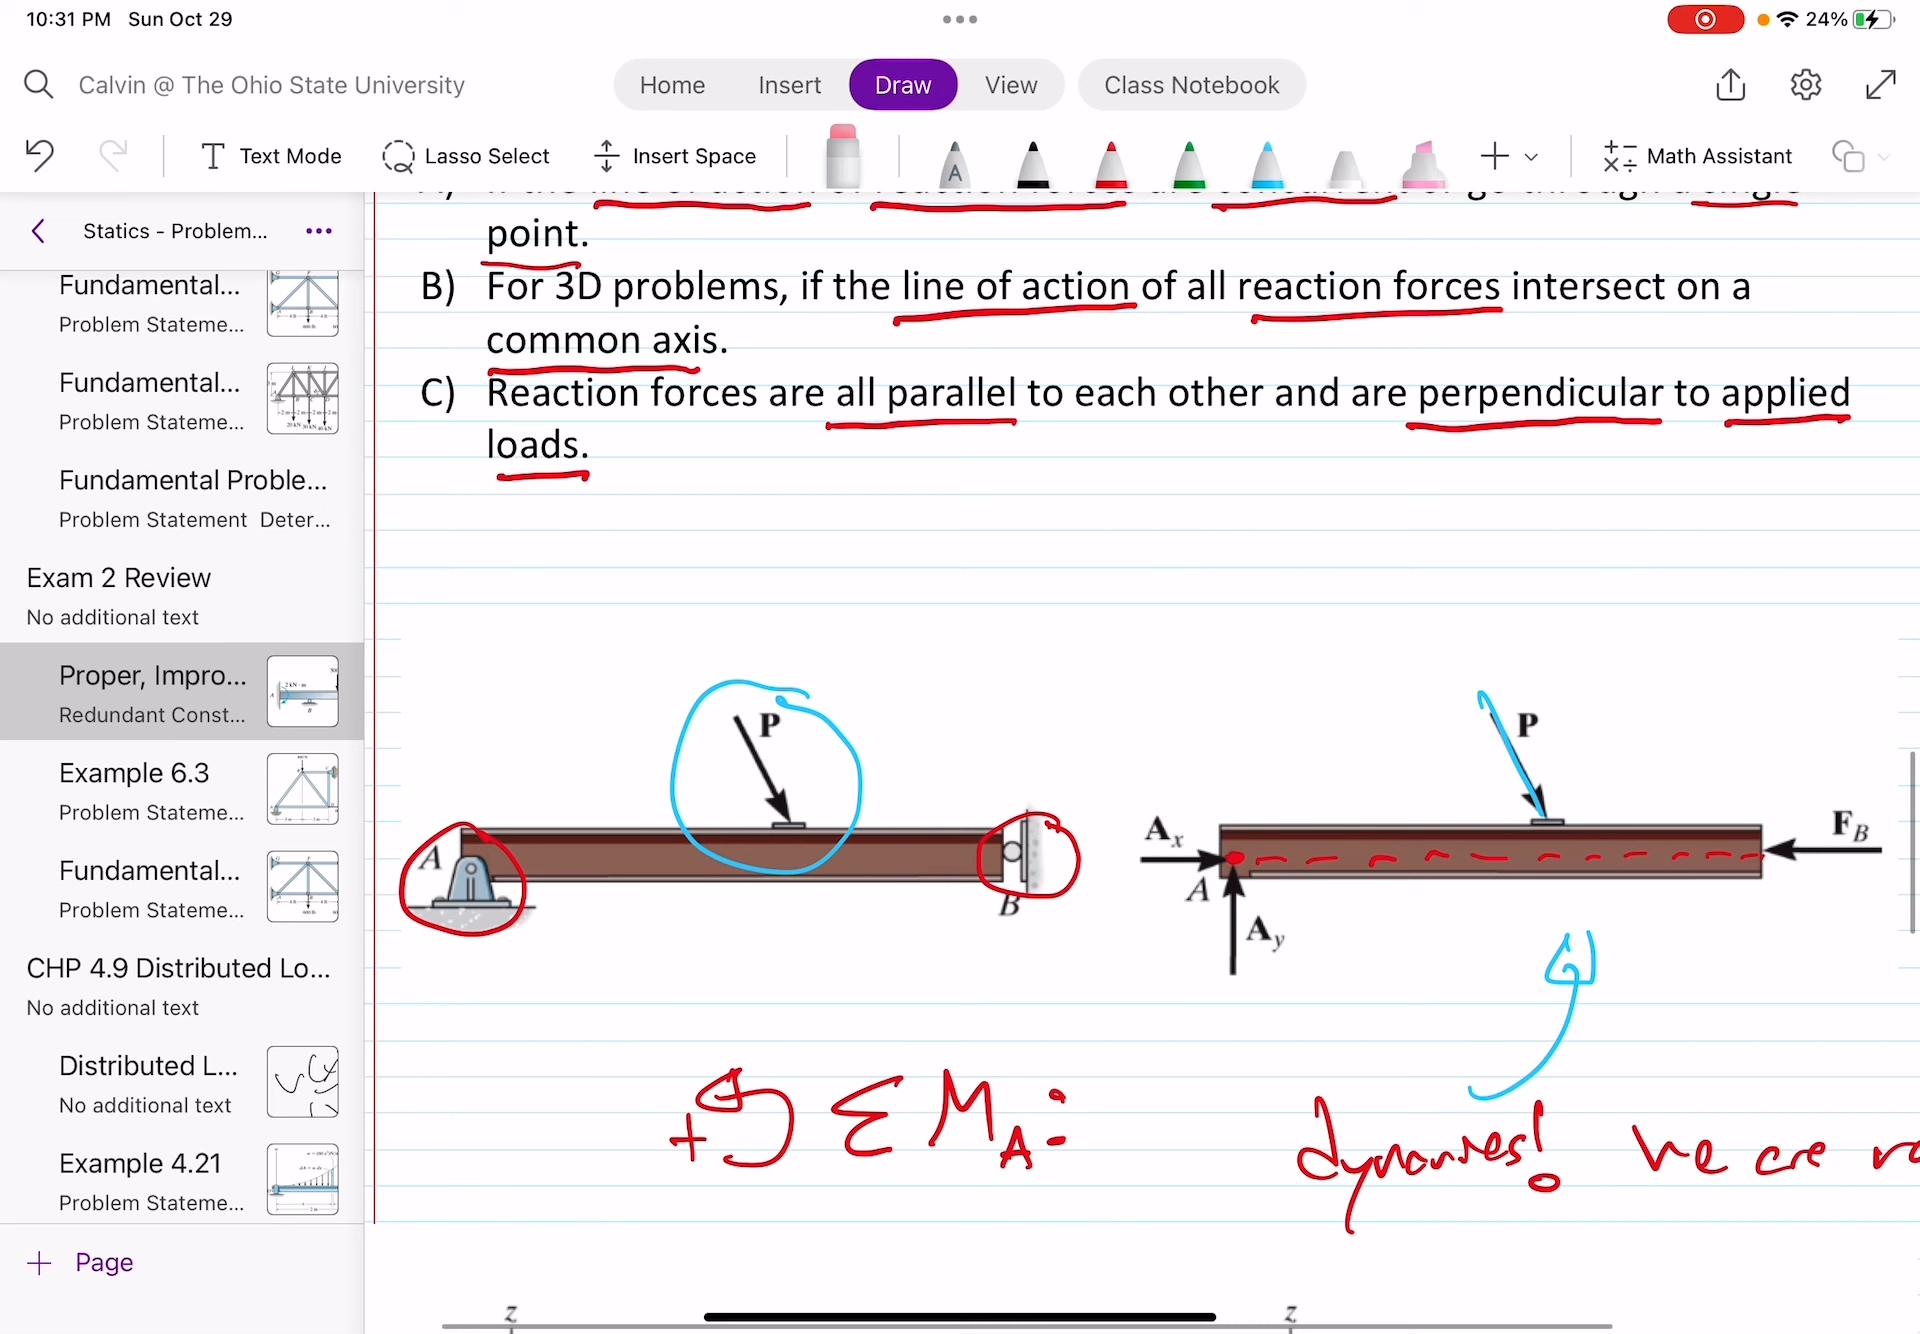 10:31 PM Sun Oct 29
24%
Calvin @ The Ohio State University
Home Insert Draw View Class Notebook
Text Mode Lasso Select Insert Space A Math Assistant
Statics - Problem...
Fundamental...
Problem Stateme...
Fundamental...
Problem Stateme...
Fundamental Proble...
Problem Statement Deter...
Exam 2 Review
No additional text
Proper, Impro...
Redundant Const...
Example 6.3
Problem Stateme...
Fundamental...
Problem Stateme...
CHP 4.9 Distributed Lo...
No additional text
Distributed L...
No additional text
Example 4.21
Problem Stateme...
Page
point.
B) For 3D problems, if the line of action of all reaction forces intersect on a
common axis.
C) Reaction forces are all parallel to each other and are perpendicular to applied
loads.
P
A
B
P
Ax
A
Ay
FB
+ ΣMA:
dynamics! we are
z z